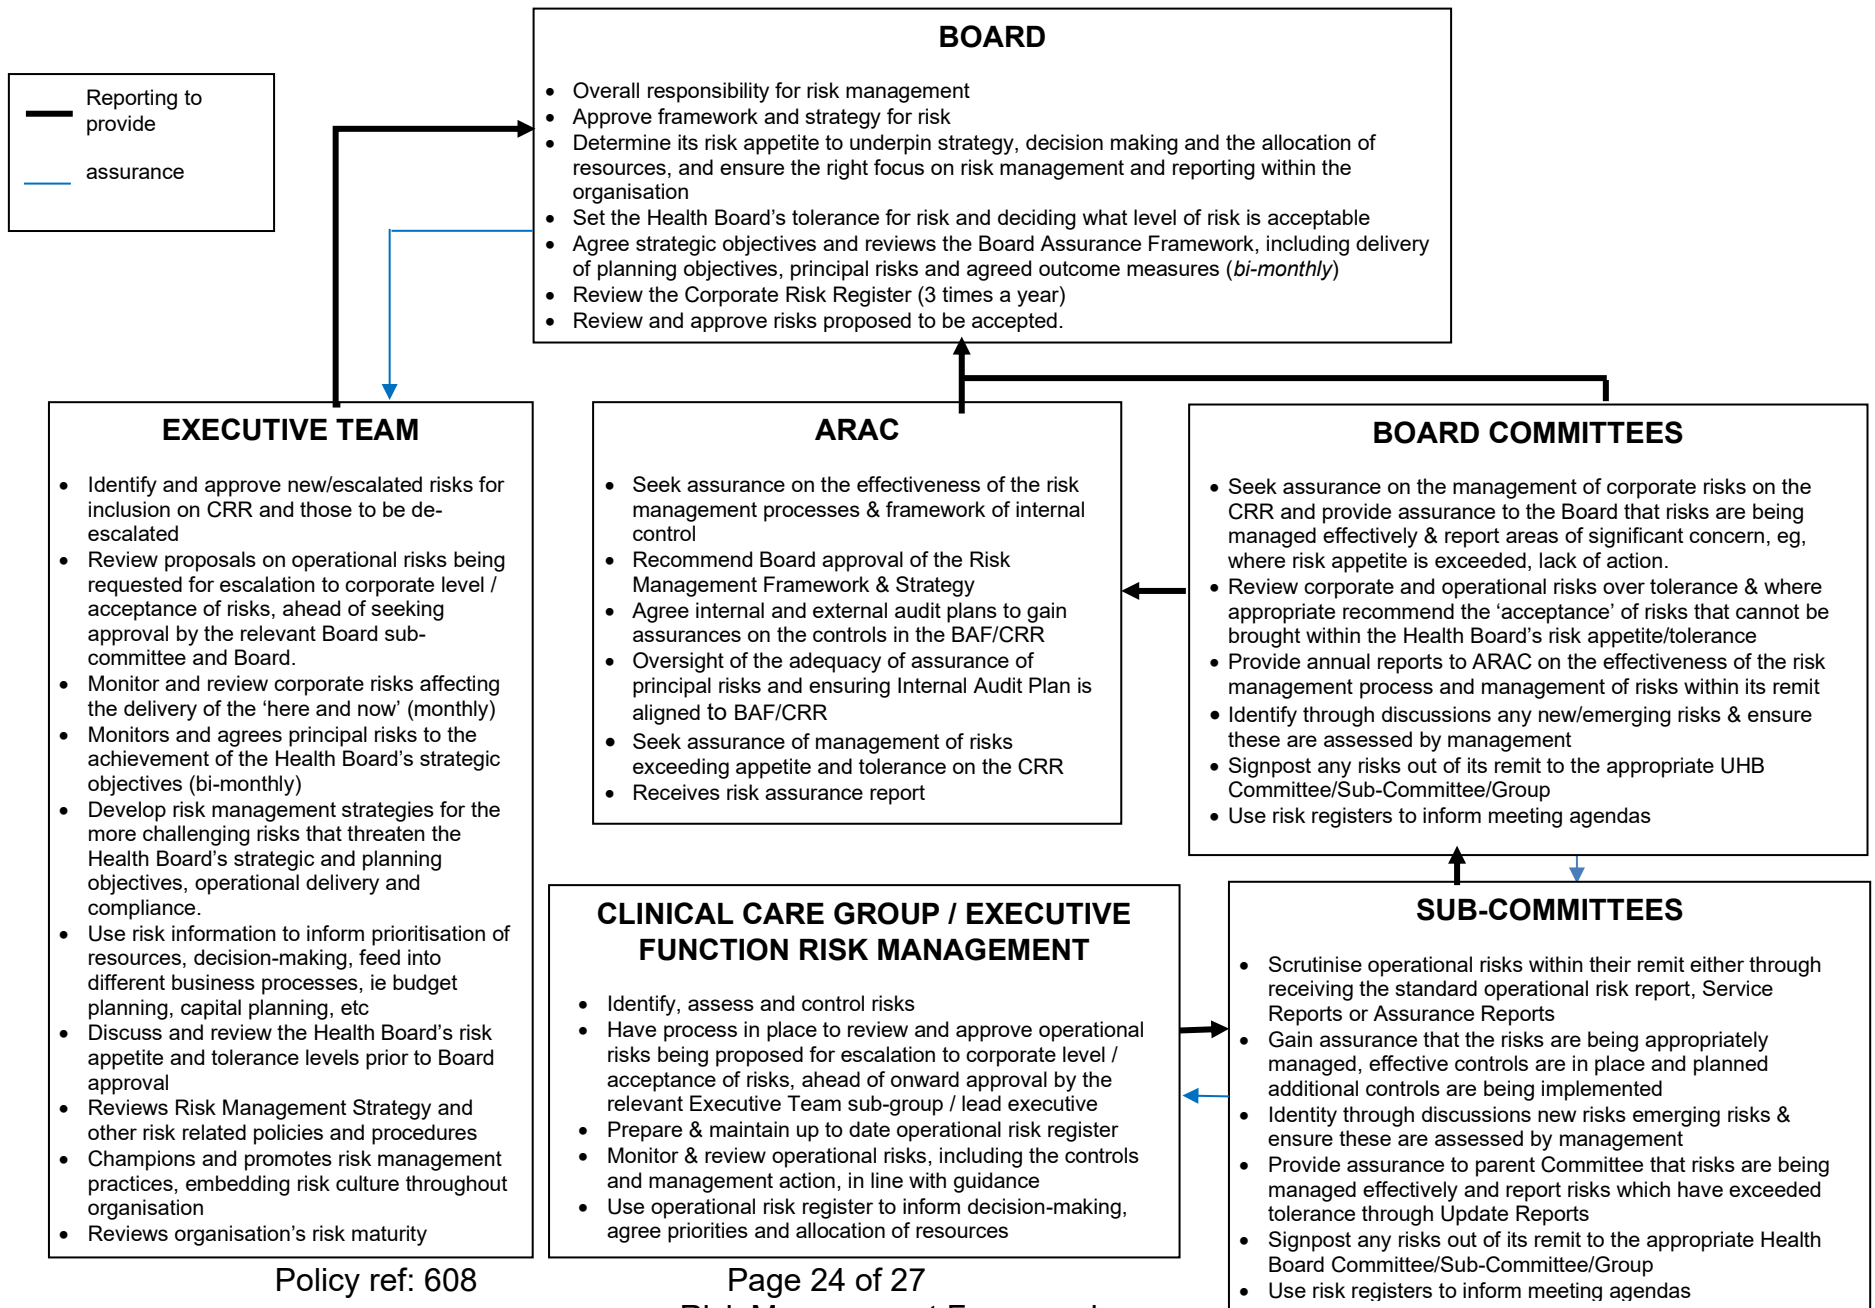 BOARD
• Overall responsibility for risk management
• Approve framework and strategy for risk
• Determine its risk appetite to underpin strategy, decision making and the allocation of
resources, and ensure the right focus on risk management and reporting within the
organisation
• Set the Health Board’s tolerance for risk and deciding what level of risk is acceptable
• Agree strategic objectives and reviews the Board Assurance Framework, including delivery
of planning objectives, principal risks and agreed outcome measures (bi-monthly)
• Review the Corporate Risk Register (3 times a year)
• Review and approve risks proposed to be accepted.
Reporting to
provide
assurance
EXECUTIVE TEAM
• Identify and approve new/escalated risks for
inclusion on CRR and those to be de-
escalated
• Review proposals on operational risks being
requested for escalation to corporate level /
acceptance of risks, ahead of seeking
approval by the relevant Board sub-
committee and Board.
• Monitor and review corporate risks affecting
the delivery of the ‘here and now’ (monthly)
• Monitors and agrees principal risks to the
achievement of the Health Board’s strategic
objectives (bi-monthly)
• Develop risk management strategies for the
more challenging risks that threaten the
Health Board’s strategic and planning
objectives, operational delivery and
compliance.
• Use risk information to inform prioritisation of
resources, decision-making, feed into
different business processes, ie budget
planning, capital planning, etc
• Discuss and review the Health Board’s risk
appetite and tolerance levels prior to Board
approval
• Reviews Risk Management Strategy and
other risk related policies and procedures
• Champions and promotes risk management
practices, embedding risk culture throughout
organisation
• Reviews organisation’s risk maturity
ARAC
• Seek assurance on the effectiveness of the risk
management processes & framework of internal
control
• Recommend Board approval of the Risk
Management Framework & Strategy
• Agree internal and external audit plans to gain
assurances on the controls in the BAF/CRR
• Oversight of the adequacy of assurance of
principal risks and ensuring Internal Audit Plan is
aligned to BAF/CRR
• Seek assurance of management of risks
exceeding appetite and tolerance on the CRR
• Receives risk assurance report
BOARD COMMITTEES
• Seek assurance on the management of corporate risks on the
CRR and provide assurance to the Board that risks are being
managed effectively & report areas of significant concern, eg,
where risk appetite is exceeded, lack of action.
• Review corporate and operational risks over tolerance & where
appropriate recommend the ‘acceptance’ of risks that cannot be
brought within the Health Board’s risk appetite/tolerance
• Provide annual reports to ARAC on the effectiveness of the risk
management process and management of risks within its remit
• Identify through discussions any new/emerging risks & ensure
these are assessed by management
• Signpost any risks out of its remit to the appropriate UHB
Committee/Sub-Committee/Group
• Use risk registers to inform meeting agendas
CLINICAL CARE GROUP / EXECUTIVE
FUNCTION RISK MANAGEMENT
• Identify, assess and control risks
• Have process in place to review and approve operational
risks being proposed for escalation to corporate level /
acceptance of risks, ahead of onward approval by the
relevant Executive Team sub-group / lead executive
• Prepare & maintain up to date operational risk register
• Monitor & review operational risks, including the controls
and management action, in line with guidance
• Use operational risk register to inform decision-making,
agree priorities and allocation of resources
SUB-COMMITTEES
• Scrutinise operational risks within their remit either through
receiving the standard operational risk report, Service
Reports or Assurance Reports
• Gain assurance that the risks are being appropriately
managed, effective controls are in place and planned
additional controls are being implemented
• Identity through discussions new risks emerging risks &
ensure these are assessed by management
• Provide assurance to parent Committee that risks are being
managed effectively and report risks which have exceeded
tolerance through Update Reports
• Signpost any risks out of its remit to the appropriate Health
Board Committee/Sub-Committee/Group
• Use risk registers to inform meeting agendas
Policy ref: 608
Page 24 of 27